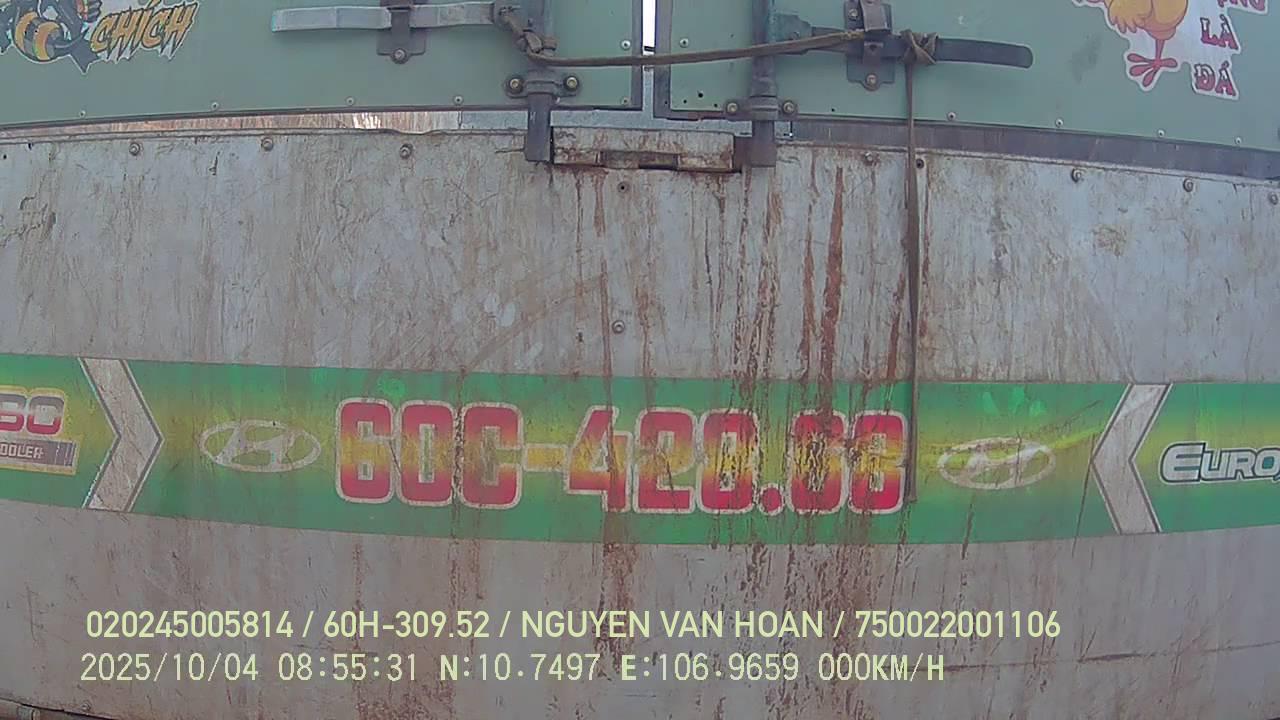 CHÍCH
LÀ
ĐÁ
60C-420.68
EURO
020245005814 / 60H-309.52 / NGUYEN VAN HOAN / 750022001106
2025/10/04 08:55:31 N:10.7497 E:106.9659 000KM/H